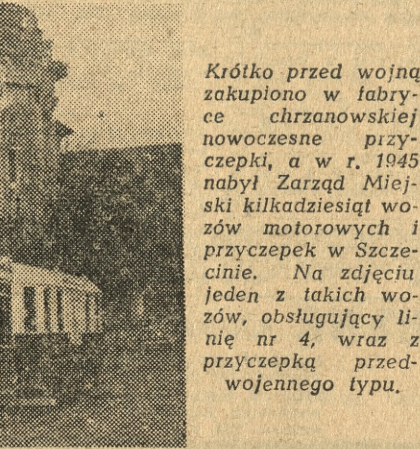 Krótko przed wojną
zakupiono w fabry-
ce chrzanowskiej
nowoczesne przy-
czepki, a w r. 1945
nabył Zarząd Miej-
ski kilkadziesiąt wo-
zów motorowych i
przyczepek w Szcze-
cinie. Na zdjęciu
jeden z takich wo-
zów, obsługujący li-
nię nr 4, wraz z
przyczepką przed-
wojennego typu.